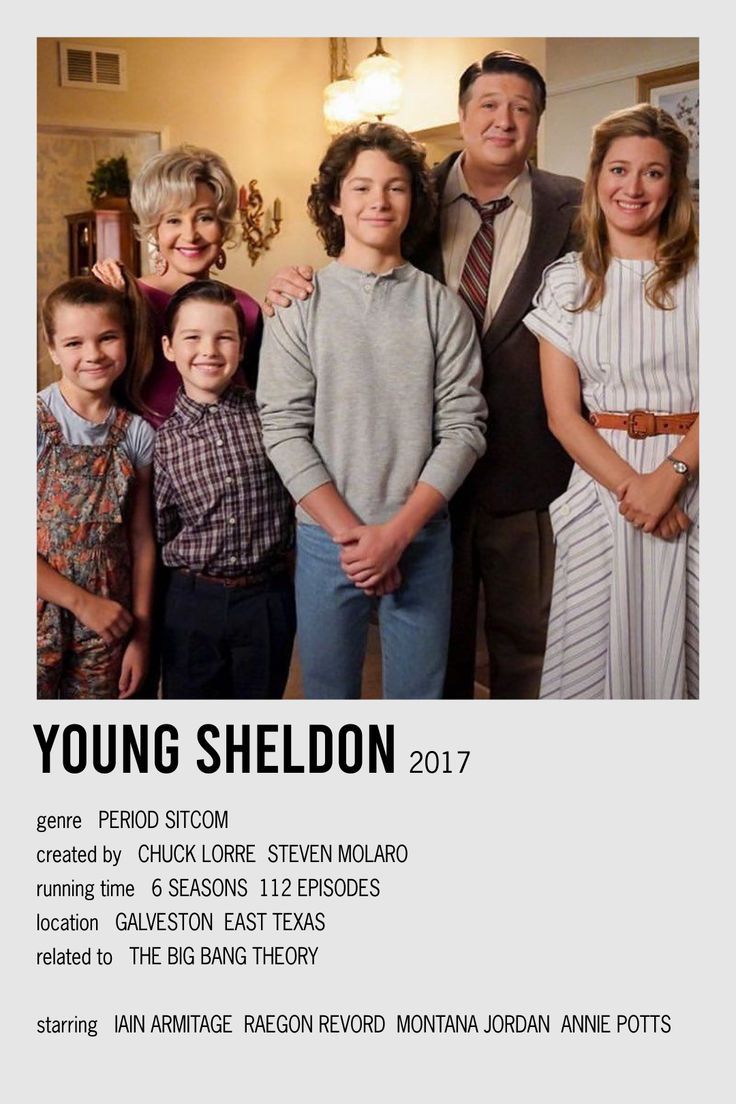 YOUNG SHELDON 2017
genre PERIOD SITCOM
created by CHUCK LORRE STEVEN MOLARO
running time 6 SEASONS 112 EPISODES
location GALVESTON EAST TEXAS
related to THE BIG BANG THEORY
starring IAIN ARMITAGE RAEGON REVORD MONTANA JORDAN ANNIE POTTS